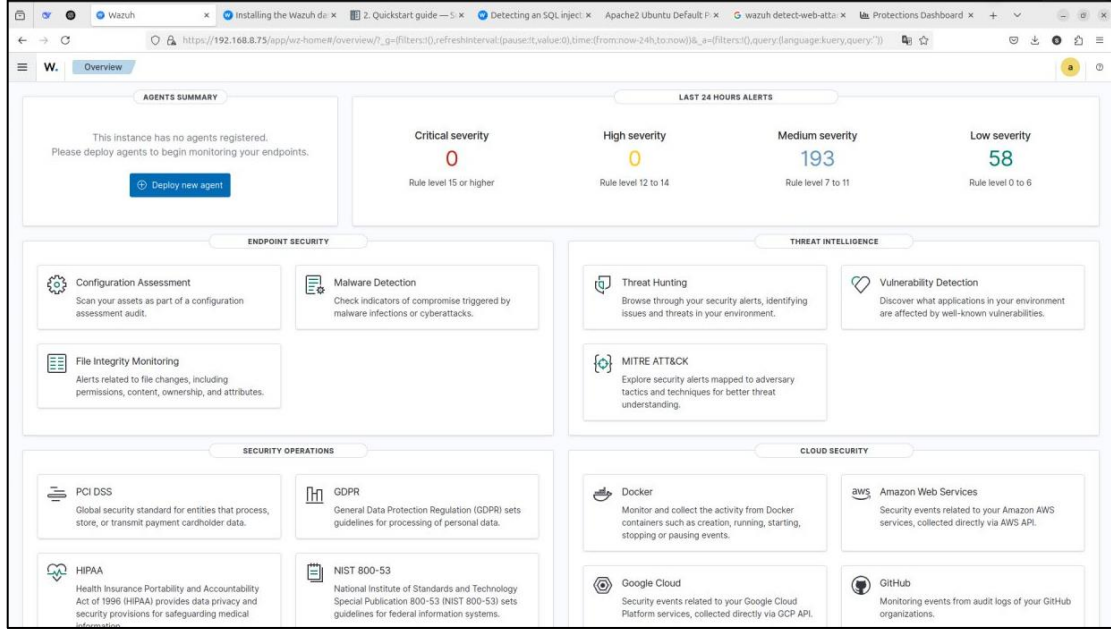 Wazuh
Installing the Wazuh da
2. Quickstart guide — S
Detecting an SQL inject
Apache2 Ubuntu Default P
wazuh detect-web-atta
Protections Dashboard
https://192.168.8.75/app/wz-home#/overview/?_g=(filters:!(),refreshInterval:(pause:!t,value:0),time:(from:now-24h,to:now))&_a=(filters:!(),query:(language:kuery,query:''))
W.
Overview
a
AGENTS SUMMARY
This instance has no agents registered.
Please deploy agents to begin monitoring your endpoints.
Deploy new agent
LAST 24 HOURS ALERTS
Critical severity
0
Rule level 15 or higher
High severity
0
Rule level 12 to 14
Medium severity
193
Rule level 7 to 11
Low severity
58
Rule level 0 to 6
ENDPOINT SECURITY
Configuration Assessment
Scan your assets as part of a configuration
assessment audit.
Malware Detection
Check indicators of compromise triggered by
malware infections or cyberattacks.
File Integrity Monitoring
Alerts related to file changes, including
permissions, content, ownership, and attributes.
THREAT INTELLIGENCE
Threat Hunting
Browse through your security alerts, identifying
issues and threats in your environment.
Vulnerability Detection
Discover what applications in your environment
are affected by well-known vulnerabilities.
MITRE ATT&CK
Explore security alerts mapped to adversary
tactics and techniques for better threat
understanding.
SECURITY OPERATIONS
PCI DSS
Global security standard for entities that process,
store, or transmit payment cardholder data.
GDPR
General Data Protection Regulation (GDPR) sets
guidelines for processing of personal data.
HIPAA
Health Insurance Portability and Accountability
Act of 1996 (HIPAA) provides data privacy and
security provisions for safeguarding medical
information.
NIST 800-53
National Institute of Standards and Technology
Special Publication 800-53 (NIST 800-53) sets
guidelines for federal information systems.
CLOUD SECURITY
Docker
Monitor and collect the activity from Docker
containers such as creation, running, starting,
stopping or pausing events.
aws
Amazon Web Services
Security events related to your Amazon AWS
services, collected directly via AWS API.
Google Cloud
Security events related to your Google Cloud
Platform services, collected directly via GCP API.
GitHub
Monitoring events from audit logs of your GitHub
organizations.